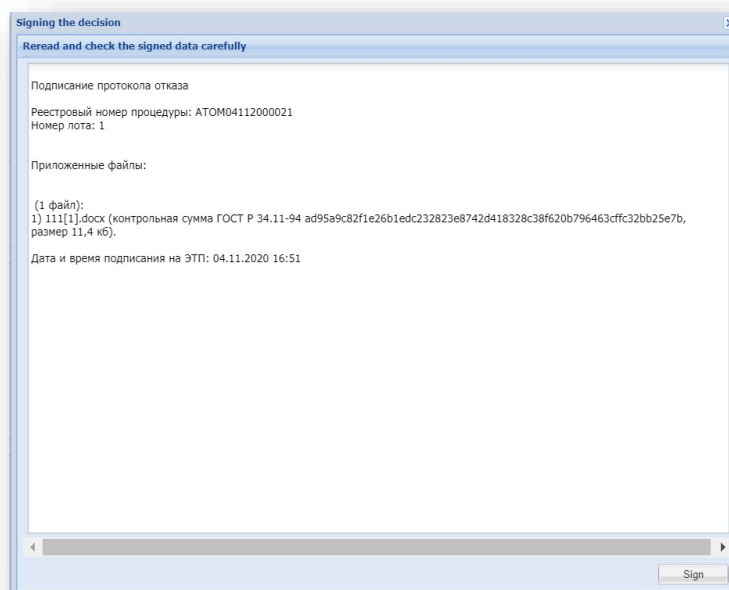 Signing the decision
Reread and check the signed data carefully
Подписание протокола отказа
Реестровый номер процедуры: ATOM04112000021
Номер лота: 1
Приложенные файлы:
(1 файл):
1) 111[1].docx (контрольная сумма ГОСТ Р 34.11-94 ad95a9c82f1e26b1edc232823e8742d418328c38f620b796463cffc32bb25e7b,
размер 11,4 кб).
Дата и время подписания на ЭТП: 04.11.2020 16:51
Sign